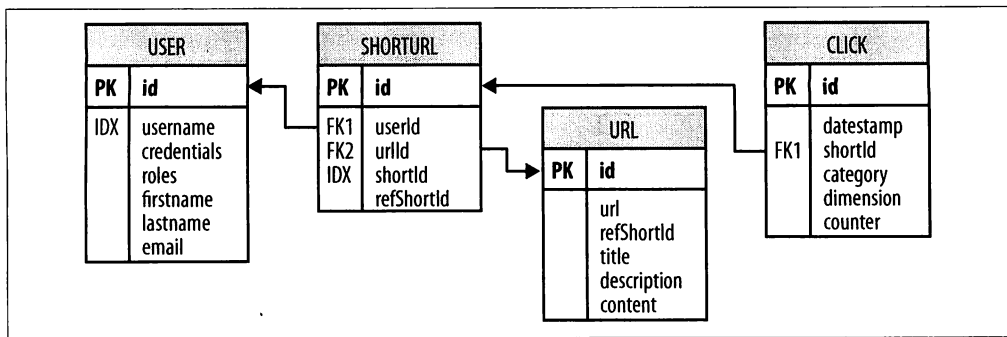 USER
PK id
IDX username
credentials
roles
firstname
lastname
email
SHORTURL
PK id
FK1 userId
FK2 urlId
IDX shortId
refShortId
URL
PK id
url
refShortId
title
description
content
CLICK
PK id
datestamp
FK1 shortId
category
dimension
counter